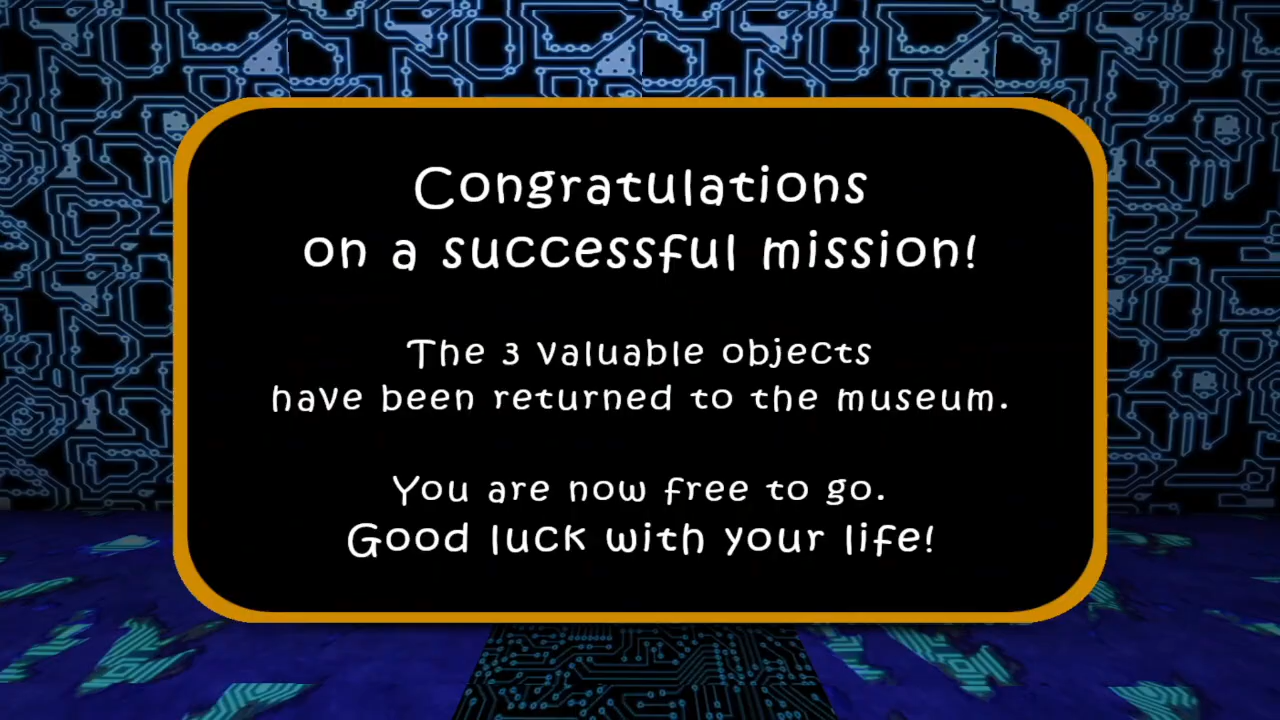 Congratulations
on a successful mission!
The 3 valuable objects
have been returned to the museum.
You are now free to go.
Good luck with your life!